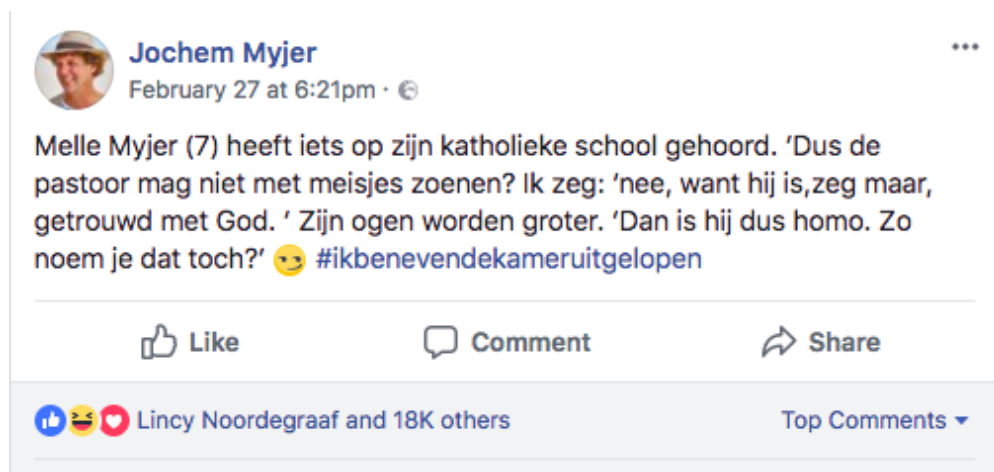 Jochem Myjer
February 27 at 6:21pm ·
Melle Myjer (7) heeft iets op zijn katholieke school gehoord. ‘Dus de
pastoor mag niet met meisjes zoenen? Ik zeg: ‘nee, want hij is,zeg maar,
getrouwd met God. ‘ Zijn ogen worden groter. ‘Dan is hij dus homo. Zo
noem je dat toch?’ 😏 #ikbenevendekameruitgelopen
Like Comment Share
Lincy Noordegraaf and 18K others Top Comments